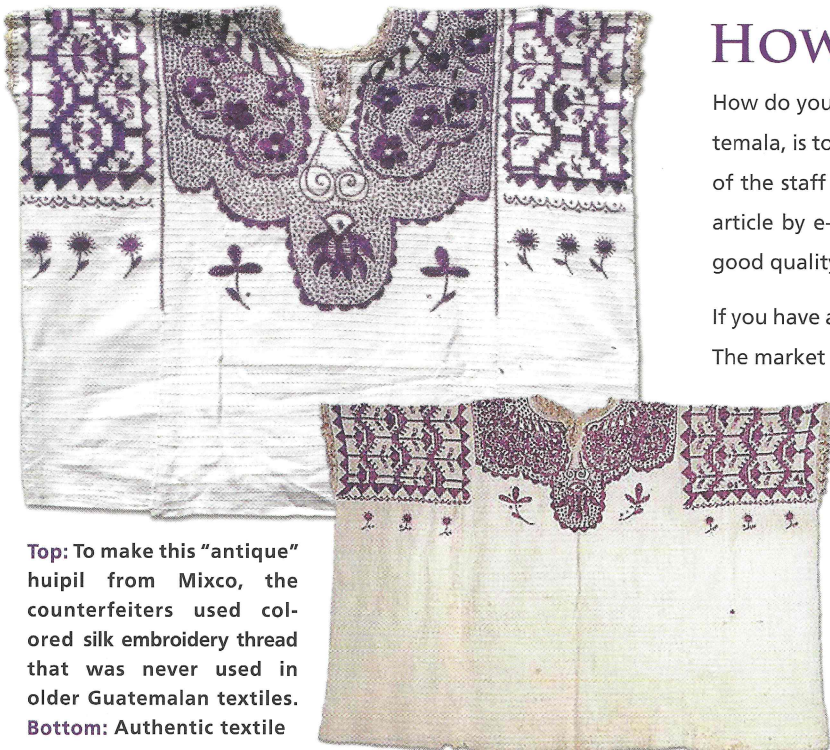 How
How do you
temala, is to
of the staff
article by e-
good quality
If you have a
The market
Top: To make this “antique”
huipil from Mixco, the
counterfeiters used col-
ored silk embroidery thread
that was never used in
older Guatemalan textiles.
Bottom: Authentic textile